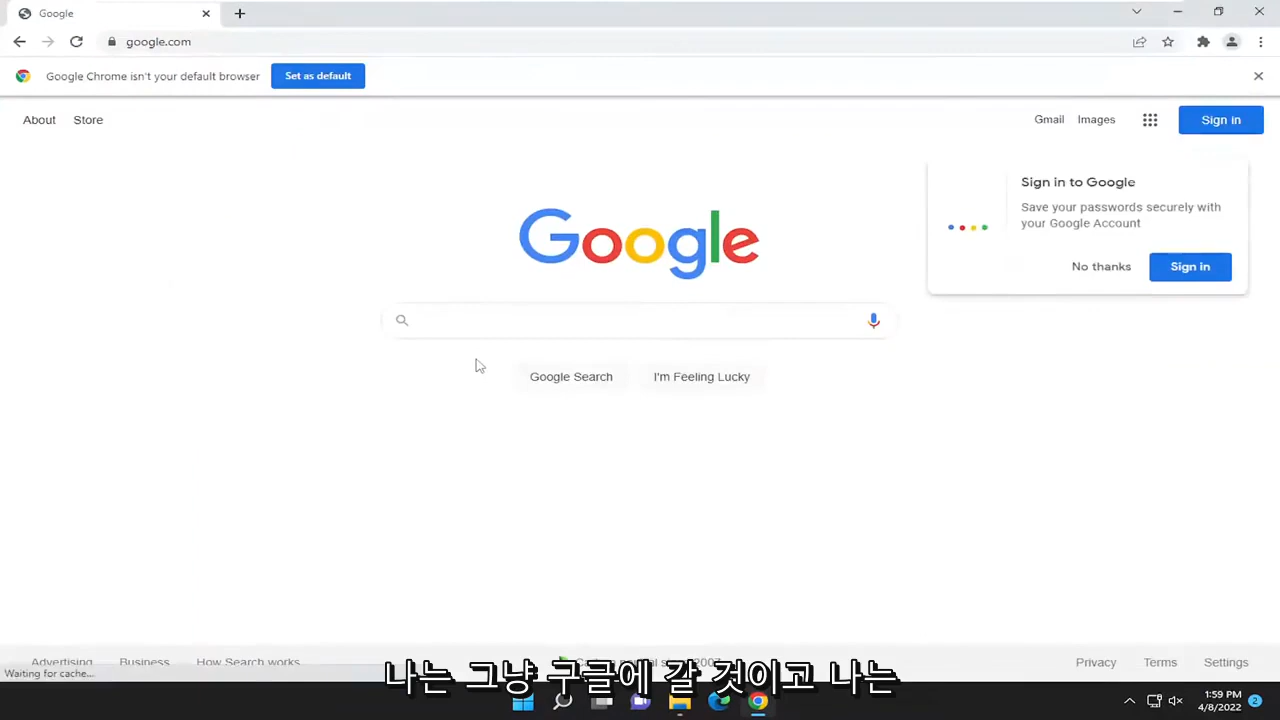 Google
google.com
Google Chrome isn't your default browser
Set as default
About
Store
Gmail
Images
Sign in
Sign in to Google
Save your passwords securely with
your Google Account
No thanks
Sign in
Google
Google Search
I'm Feeling Lucky
Advertising
Business
How Search works
2007
Privacy
Terms
Settings
Waiting for cache...
나는 그냥 구글에 갈 것이고 나는
1:59 PM
4/8/2022
2